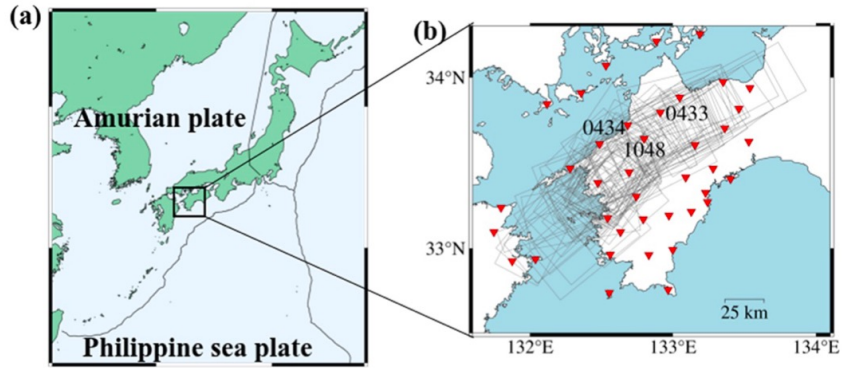 (a)
Amurian plate
Philippine sea plate
(b)
34°N
33°N
0434
0433
1048
25 km
132°E
133°E
134°E